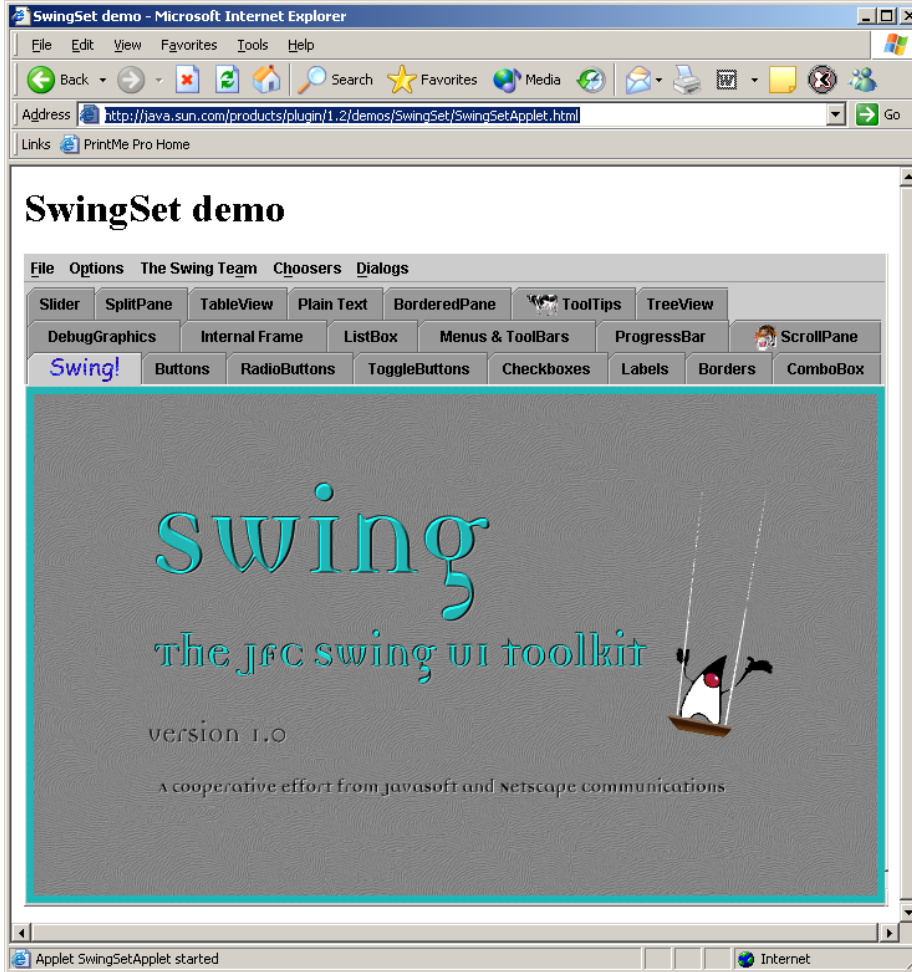 SwingSet demo - Microsoft Internet Explorer
File Edit View Favorites Tools Help
Back Search Favorites Media
Address http://java.sun.com/products/plugin/1.2/demos/SwingSet/SwingSetApplet.html Go
Links PrintMe Pro Home
SwingSet demo
File Options The Swing Team Choosers Dialogs
Slider SplitPane TableView Plain Text BorderedPane ToolTips TreeView
DebugGraphics Internal Frame ListBox Menus & ToolBars ProgressBar ScrollPane
Swing! Buttons RadioButtons ToggleButtons Checkboxes Labels Borders ComboBox
swing
The JFC Swing UI toolkit
version 1.0
A cooperative effort from Javasoft and Netscape communications
Applet SwingSetApplet started Internet